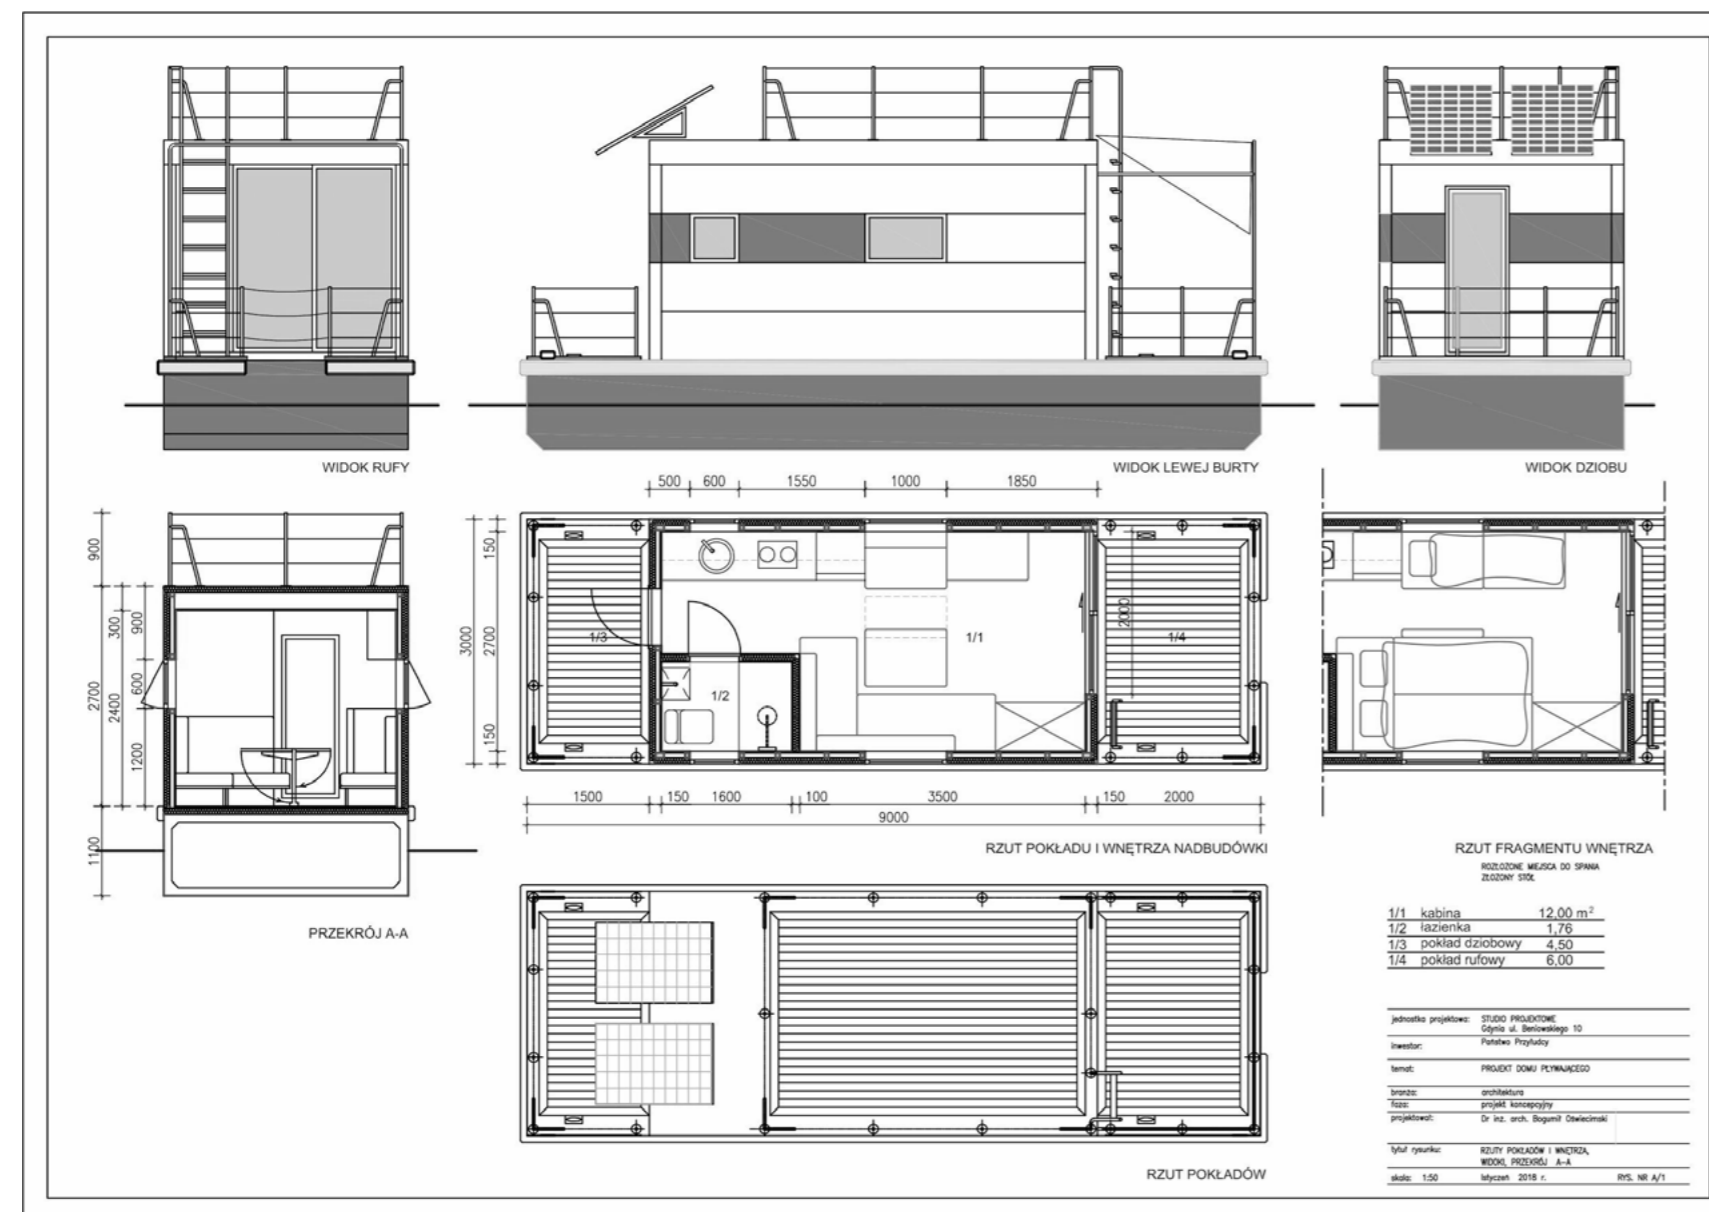 WIDOK RUFY
WIDOK LEWEJ BURTY
WIDOK DZIOBU
500 600 1550 1000 1850
900
2700
1100
300
2400
900
600
1200
3000
150
2700
150
1/3
1/2
1/1
2000
1/4
1500 150 1600 100 3500 150 2000
9000
PRZEKRÓJ A-A
RZUT POKŁADU I WNĘTRZA NADBUDÓWKI
RZUT FRAGMENTU WNĘTRZA
ROZŁOŻONE MIEJSCA DO SPANIA
ZŁOŻONY STÓŁ
1/1 kabina 12,00 m²
1/2 łazienka 1,76
1/3 pokład dziobowy 4,50
1/4 pokład rufowy 6,00
RZUT POKŁADÓW
jednostka projektowa: STUDIO PROJEKTOWE
Gdynia ul. Beniowskiego 10
inwestor: Państwo Przyłudcy
temat: PROJEKT DOMU PŁYWAJĄCEGO
branża: architektura
faza: projekt koncepcyjny
projektował: Dr inż. arch. Bogumił Oświecimski
tytuł rysunku: RZUTY POKŁADÓW I WNĘTRZA,
WIDOKI, PRZEKRÓJ A-A
skala: 1:50 listyczeń 2018 r. RYS. NR A/1